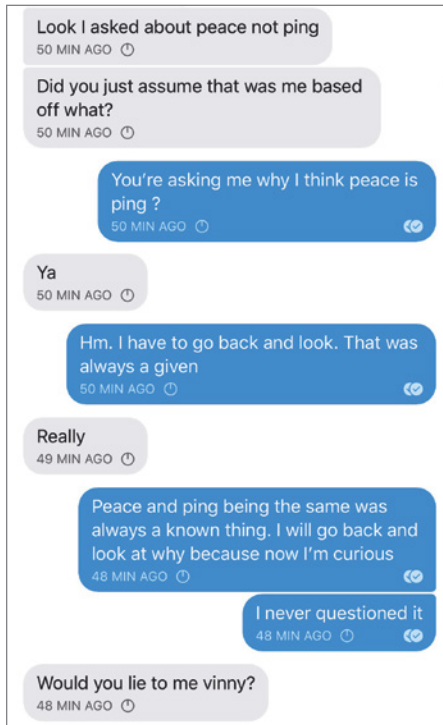 Look I asked about peace not ping
50 MIN AGO
Did you just assume that was me based
off what?
50 MIN AGO
You're asking me why I think peace is
ping ?
50 MIN AGO
Ya
50 MIN AGO
Hm. I have to go back and look. That was
always a given
50 MIN AGO
Really
49 MIN AGO
Peace and ping being the same was
always a known thing. I will go back and
look at why because now I'm curious
48 MIN AGO
I never questioned it
48 MIN AGO
Would you lie to me vinny?
48 MIN AGO